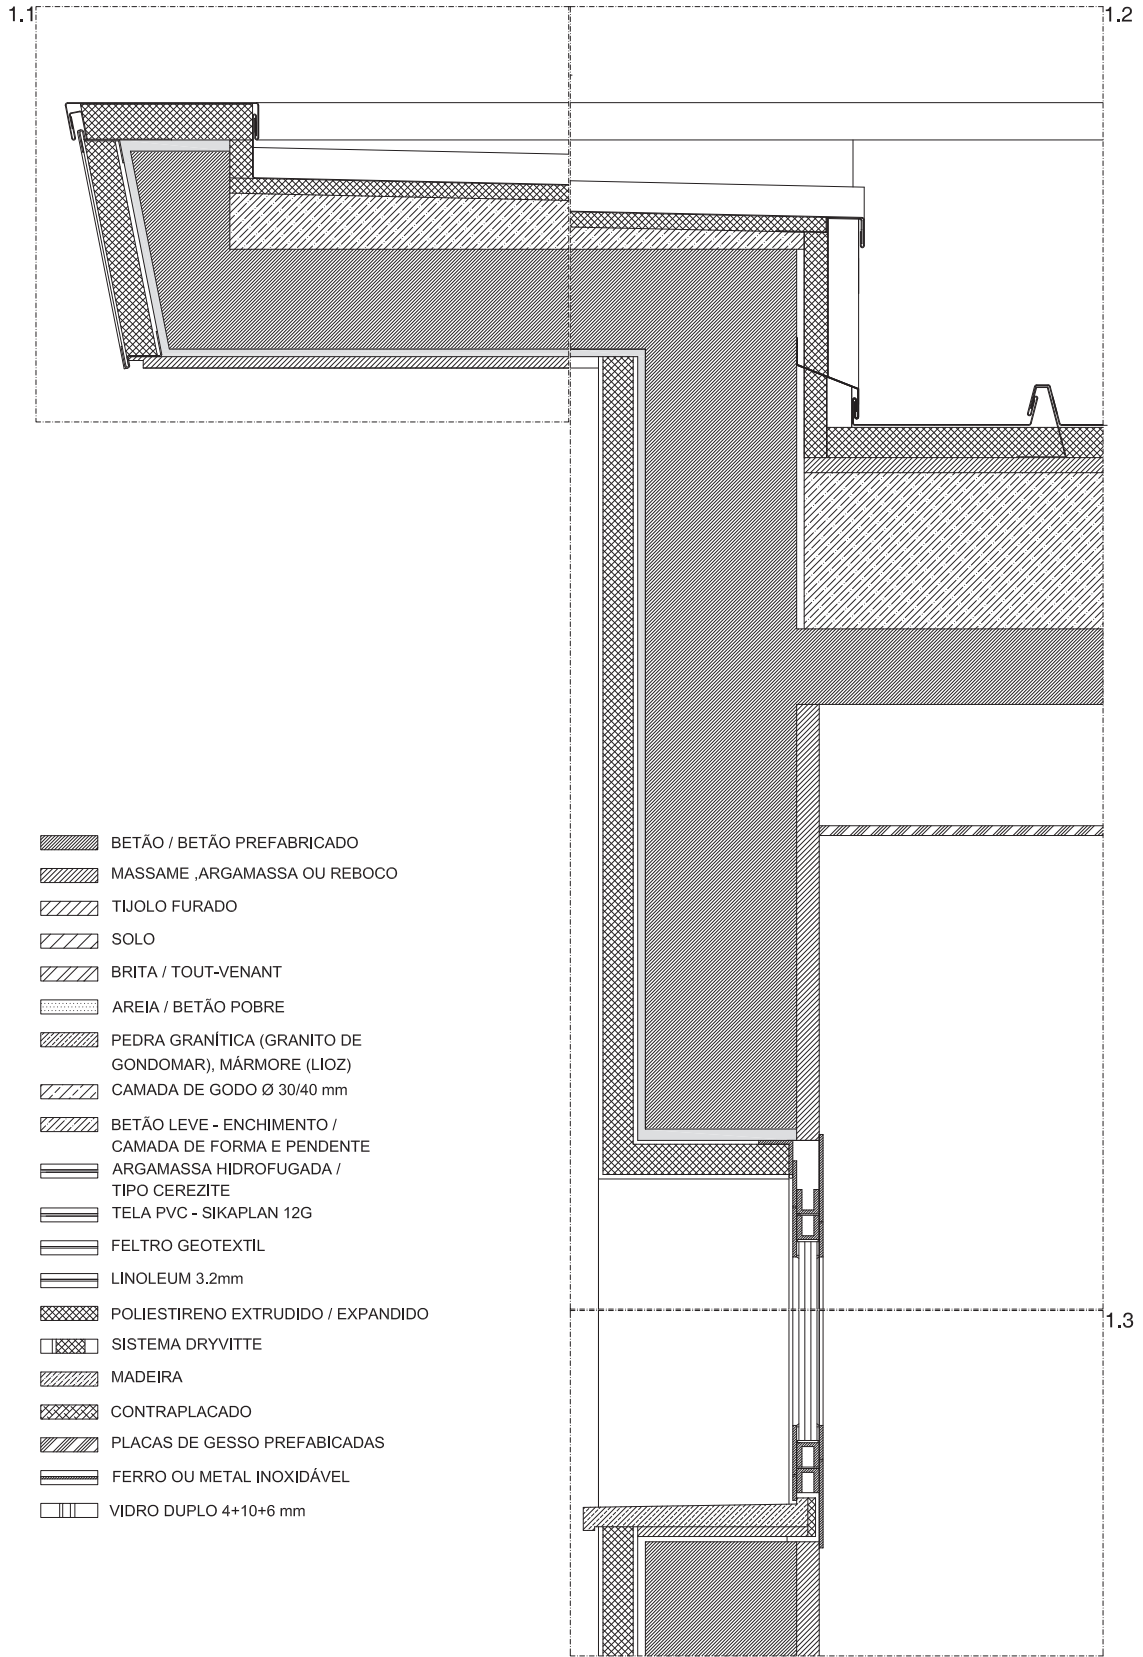 1.1
1.2
BETÃO / BETÃO PREFABRICADO
MASSAME ,ARGAMASSA OU REBOCO
TIJOLO FURADO
SOLO
BRITA / TOUT-VENANT
AREIA / BETÃO POBRE
PEDRA GRANÍTICA (GRANITO DE
GONDOMAR), MÁRMORE (LIOZ)
CAMADA DE GODO Ø 30/40 mm
BETÃO LEVE - ENCHIMENTO /
CAMADA DE FORMA E PENDENTE
ARGAMASSA HIDROFUGADA /
TIPO CEREZITE
TELA PVC - SIKAPLAN 12G
FELTRO GEOTEXTIL
LINOLEUM 3.2mm
POLIESTIRENO EXTRUDIDO / EXPANDIDO
1.3
SISTEMA DRYVITTE
MADEIRA
CONTRAPLACADO
PLACAS DE GESSO PREFABICADAS
FERRO OU METAL INOXIDÁVEL
VIDRO DUPLO 4+10+6 mm